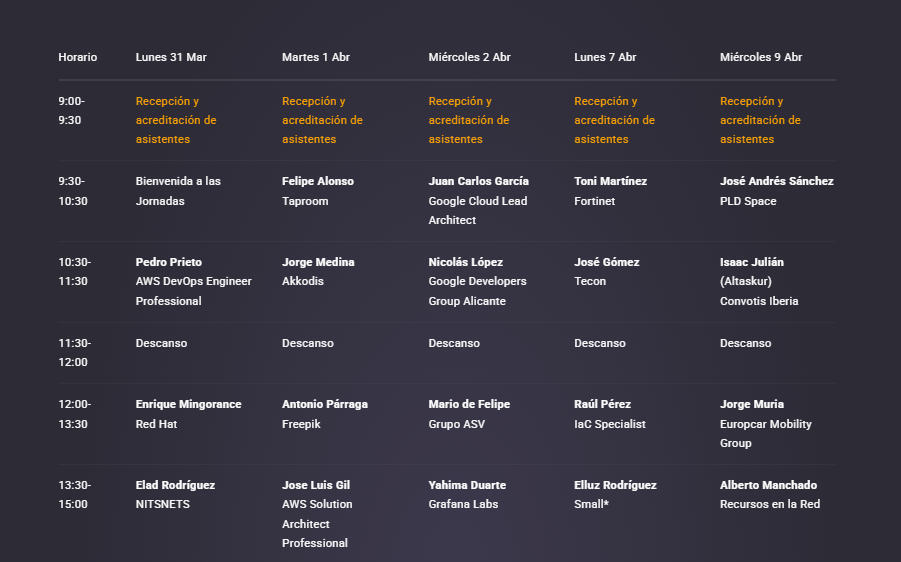 Horario Lunes 31 Mar Martes 1 Abr Miércoles 2 Abr Lunes 7 Abr Miércoles 9 Abr
9:00- Recepción y Recepción y Recepción y Recepción y Recepción y
9:30 acreditación de acreditación de acreditación de acreditación de acreditación de
asistentes asistentes asistentes asistentes asistentes
9:30- Bienvenida a las Felipe Alonso Juan Carlos García Toni Martínez José Andrés Sánchez
10:30 Jornadas Taproom Google Cloud Lead Fortinet PLD Space
Architect
10:30- Pedro Prieto Jorge Medina Nicolás López José Gómez Isaac Julián
11:30 AWS DevOps Engineer Akkodis Google Developers Tecon (Altaskur)
Professional Group Alicante Convotis Iberia
11:30- Descanso Descanso Descanso Descanso Descanso
12:00
12:00- Enrique Mingorance Antonio Párraga Mario de Felipe Raúl Pérez Jorge Muria
13:30 Red Hat Freepik Grupo ASV IaC Specialist Europcar Mobility
Group
13:30- Elad Rodríguez Jose Luis Gil Yahima Duarte Elluz Rodríguez Alberto Manchado
15:00 NITSNETS AWS Solution Grafana Labs Small* Recursos en la Red
Architect
Professional